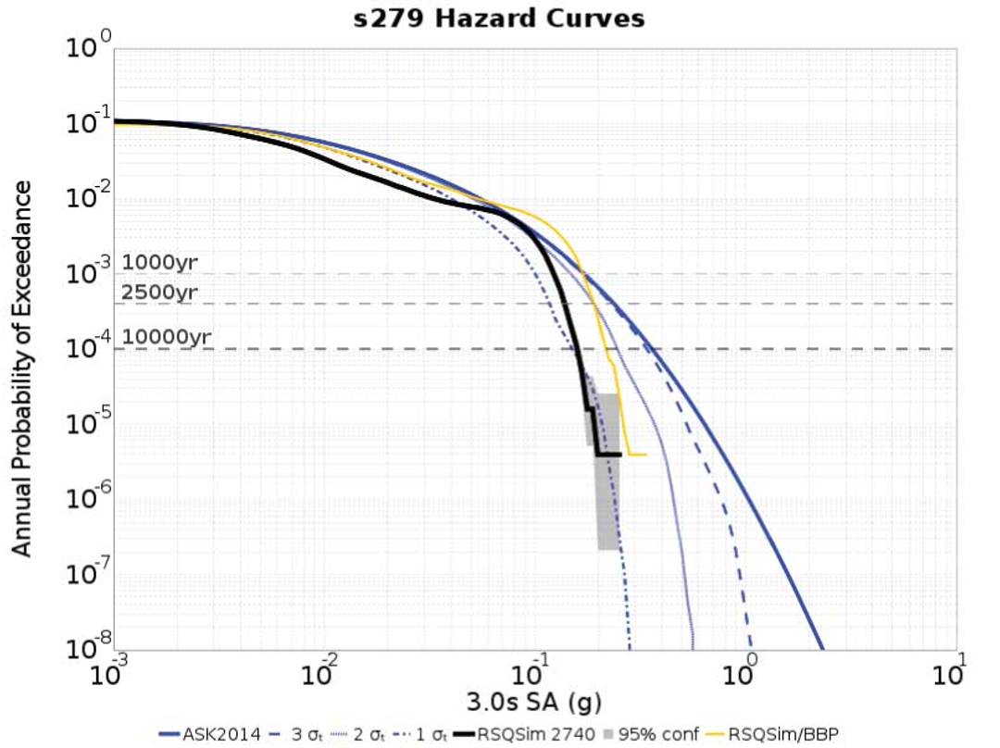 s279 Hazard Curves
Annual Probability of Exceedance
10^0
10^-1
10^-2
10^-3
10^-4
10^-5
10^-6
10^-7
10^-8
1000yr
2500yr
10000yr
10^-3 10^-2 10^-1 10^0 10^1
3.0s SA (g)
ASK2014 3 σₜ 2 σₜ 1 σₜ RSQSim 2740 95% conf RSQSim/BBP